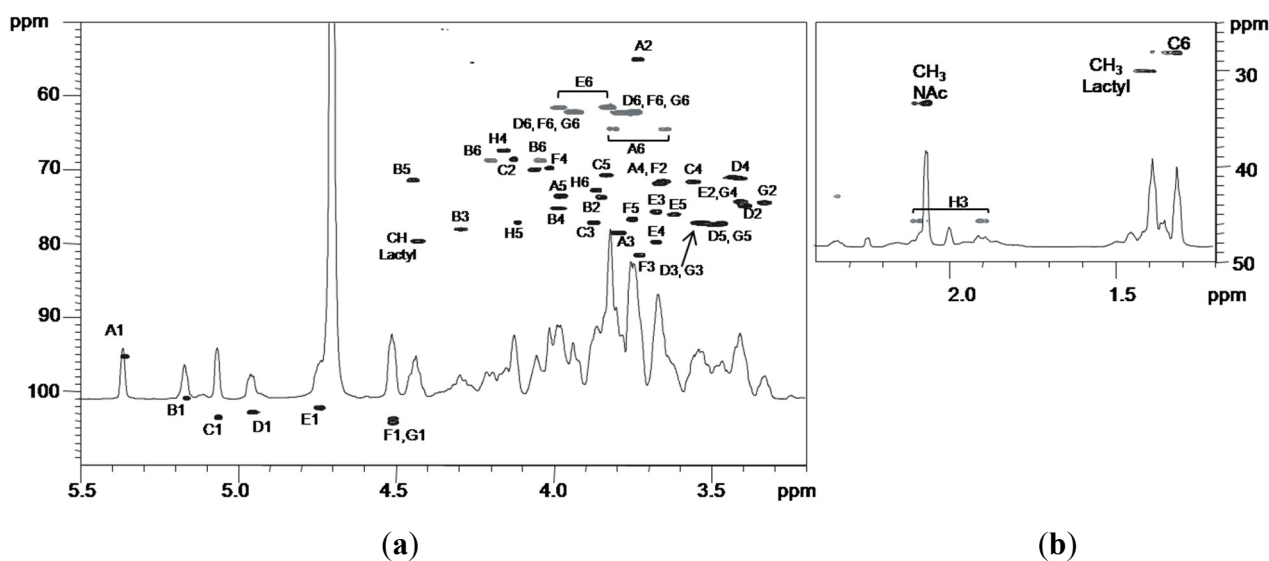 ppm
60
70
80
90
100
A2
E6
D6, F6, G6
D6, F6, G6
A6
H4
B6
B6
F4
C2
C5
A4, F2
C4
D4
B5
A5
H6
E2, G4
G2
B3
B4
B2
E3
E5
D2
F5
CH
Lactyl
H5
C3
A3
E4
D5, G5
F3
D3, G3
A1
B1
C1
D1
E1
F1,G1
5.5
5.0
4.5
4.0
3.5
ppm
(a)
ppm
30
40
50
C6
CH3
NAc
CH3
Lactyl
H3
2.0
1.5
ppm
(b)